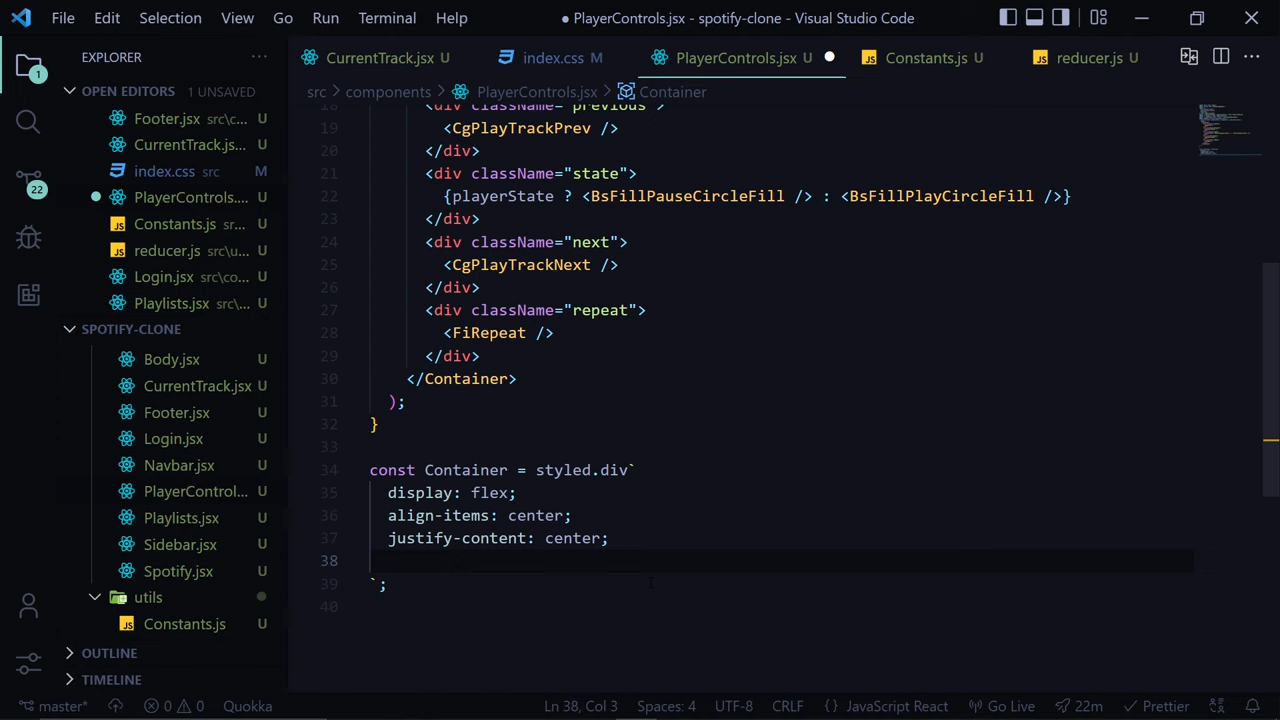 File Edit Selection View Go Run Terminal Help
● PlayerControls.jsx - spotify-clone - Visual Studio Code
EXPLORER
OPEN EDITORS 1 UNSAVED
Footer.jsx src\c... U
CurrentTrack.js... U
index.css src M
PlayerControls.... U
Constants.js sr... U
reducer.js src\u... U
Login.jsx src\co... U
Playlists.jsx src\... U
SPOTIFY-CLONE
Body.jsx U
CurrentTrack.jsx U
Footer.jsx U
Login.jsx U
Navbar.jsx U
PlayerControl... U
Playlists.jsx U
Sidebar.jsx U
Spotify.jsx U
utils
Constants.js U
OUTLINE
TIMELINE
1
22
CurrentTrack.jsx U index.css M PlayerControls.jsx U Constants.js U reducer.js U
src > components > PlayerControls.jsx > Container
18 <div className="previous">
19 <CgPlayTrackPrev />
20 </div>
21 <div className="state">
22 {playerState ? <BsFillPauseCircleFill /> : <BsFillPlayCircleFill />}
23 </div>
24 <div className="next">
25 <CgPlayTrackNext />
26 </div>
27 <div className="repeat">
28 <FiRepeat />
29 </div>
30 </Container>
31 );
32 }
33
34 const Container = styled.div`
35 display: flex;
36 align-items: center;
37 justify-content: center;
38
39 `;
40
master* 0 0 Quokka Ln 38, Col 3 Spaces: 4 UTF-8 CRLF {} JavaScript React Go Live 22m Prettier